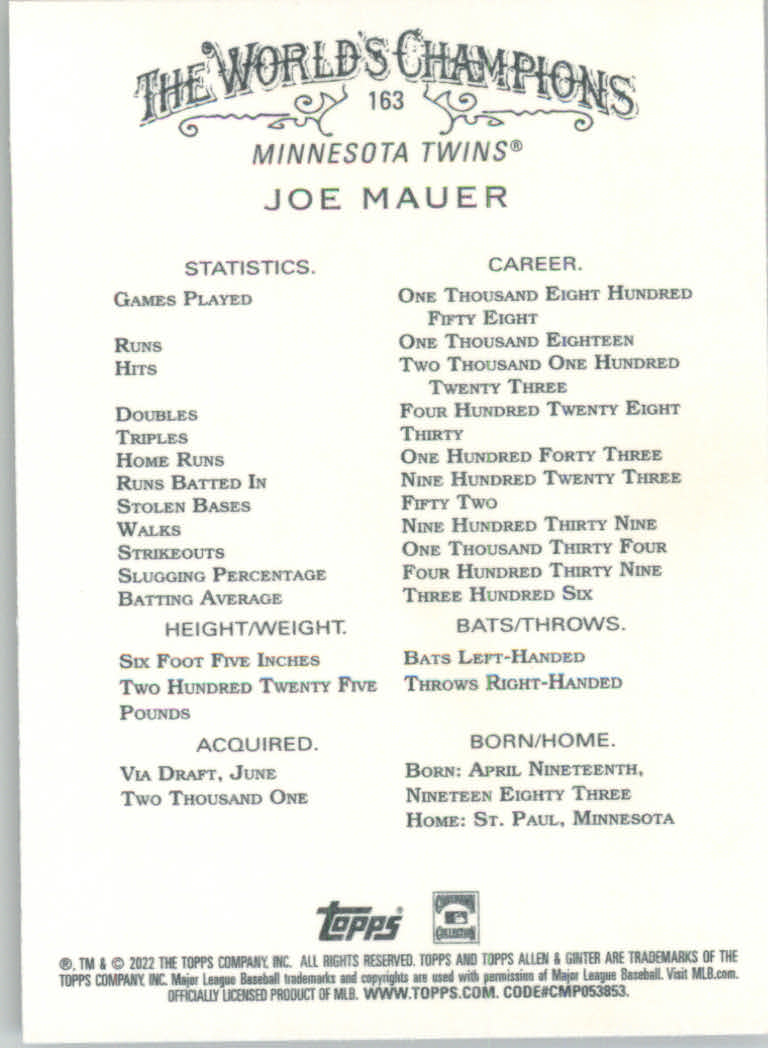 THE WORLD'S CHAMPIONS
163
MINNESOTA TWINS®
JOE MAUER
STATISTICS. CAREER.
GAMES PLAYED ONE THOUSAND EIGHT HUNDRED
FIFTY EIGHT
RUNS ONE THOUSAND EIGHTEEN
HITS TWO THOUSAND ONE HUNDRED
TWENTY THREE
DOUBLES FOUR HUNDRED TWENTY EIGHT
TRIPLES THIRTY
HOME RUNS ONE HUNDRED FORTY THREE
RUNS BATTED IN NINE HUNDRED TWENTY THREE
STOLEN BASES FIFTY TWO
WALKS NINE HUNDRED THIRTY NINE
STRIKEOUTS ONE THOUSAND THIRTY FOUR
SLUGGING PERCENTAGE FOUR HUNDRED THIRTY NINE
BATTING AVERAGE THREE HUNDRED SIX
HEIGHT/WEIGHT. BATS/THROWS.
SIX FOOT FIVE INCHES BATS LEFT-HANDED
TWO HUNDRED TWENTY FIVE THROWS RIGHT-HANDED
POUNDS
ACQUIRED. BORN/HOME.
VIA DRAFT, JUNE BORN: APRIL NINETEENTH,
TWO THOUSAND ONE NINETEEN EIGHTY THREE
HOME: ST. PAUL, MINNESOTA
topps® COOPERSTOWN COLLECTION
®, TM & © 2022 THE TOPPS COMPANY, INC. ALL RIGHTS RESERVED. TOPPS AND TOPPS ALLEN & GINTER ARE TRADEMARKS OF THE
TOPPS COMPANY, INC. Major League Baseball trademarks and copyrights are used with permission of Major League Baseball. Visit MLB.com.
OFFICIALLY LICENSED PRODUCT OF MLB. WWW.TOPPS.COM. CODE#CMP053853.